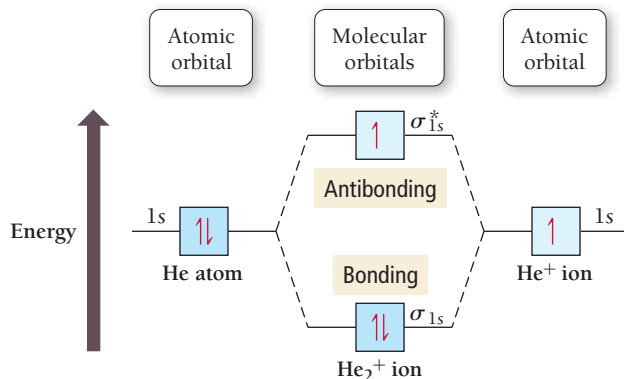 Atomic
orbital
Molecular
orbitals
Atomic
orbital
σ*1s
Antibonding
Energy
1s
1s
He atom
He⁺ ion
Bonding
σ1s
He₂⁺ ion